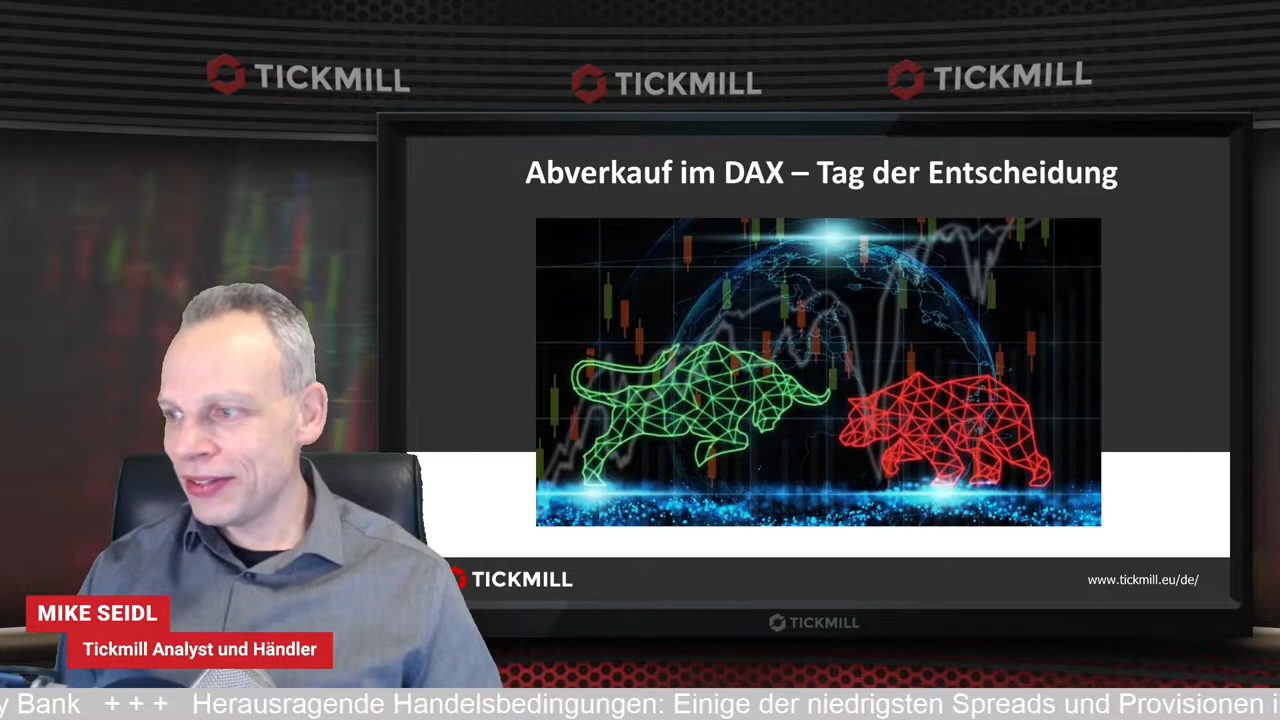 TICKMILL
TICKMILL
TICKMILL
Abverkauf im DAX – Tag der Entscheidung
TICKMILL
www.tickmill.eu/de/
TICKMILL
MIKE SEIDL
Tickmill Analyst und Händler
y Bank +++ Herausragende Handelsbedingungen: Einige der niedrigsten Spreads und Provisionen i